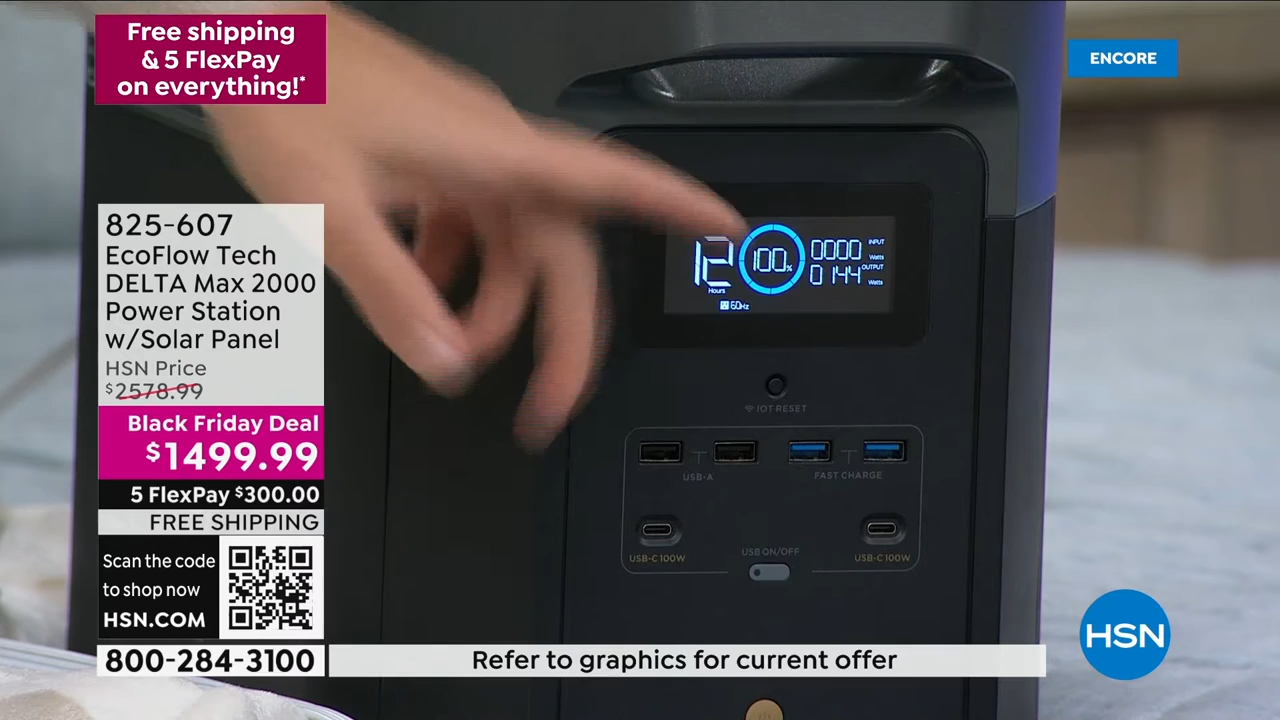 Free shipping
& 5 FlexPay
on everything!*
ENCORE
825-607
EcoFlow Tech
DELTA Max 2000
Power Station
w/Solar Panel
HSN Price
$2578.99
Black Friday Deal
$1499.99
5 FlexPay $300.00
FREE SHIPPING
Scan the code
to shop now
HSN.COM
800-284-3100
Refer to graphics for current offer
HSN
12
Hours
100%
0000 INPUT Watts
0144 OUTPUT Watts
60Hz
IOT RESET
USB-A
FAST CHARGE
USB-C 100W
USB ON/OFF
USB-C 100W